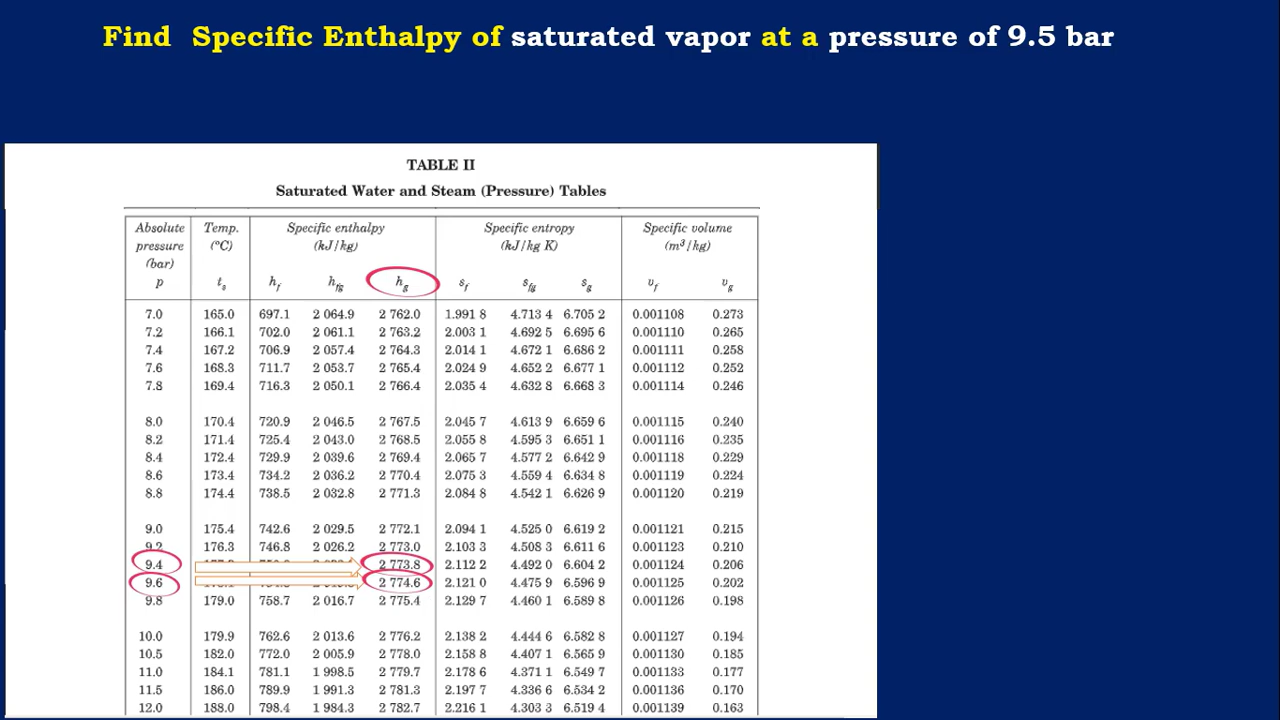 Find Specific Enthalpy of saturated vapor at a pressure of 9.5 bar
TABLE II
Saturated Water and Steam (Pressure) Tables
Absolute Temp. Specific enthalpy Specific entropy Specific volume
pressure (°C) (kJ/kg) (kJ/kg K) (m³/kg)
(bar)
p ts hf hfg hg sf sfg sg vf vg
7.0 165.0 697.1 2 064.9 2 762.0 1.991 8 4.713 4 6.705 2 0.001108 0.273
7.2 166.1 702.0 2 061.1 2 763.2 2.003 1 4.692 5 6.695 6 0.001110 0.265
7.4 167.2 706.9 2 057.4 2 764.3 2.014 1 4.672 1 6.686 2 0.001111 0.258
7.6 168.3 711.7 2 053.7 2 765.4 2.024 9 4.652 2 6.677 1 0.001112 0.252
7.8 169.4 716.3 2 050.1 2 766.4 2.035 4 4.632 8 6.668 3 0.001114 0.246
8.0 170.4 720.9 2 046.5 2 767.5 2.045 7 4.613 9 6.659 6 0.001115 0.240
8.2 171.4 725.4 2 043.0 2 768.5 2.055 8 4.595 3 6.651 1 0.001116 0.235
8.4 172.4 729.9 2 039.6 2 769.4 2.065 7 4.577 2 6.642 9 0.001118 0.229
8.6 173.4 734.2 2 036.2 2 770.4 2.075 3 4.559 4 6.634 8 0.001119 0.224
8.8 174.4 738.5 2 032.8 2 771.3 2.084 8 4.542 1 6.626 9 0.001120 0.219
9.0 175.4 742.6 2 029.5 2 772.1 2.094 1 4.525 0 6.619 2 0.001121 0.215
9.2 176.3 746.8 2 026.2 2 773.0 2.103 3 4.508 3 6.611 6 0.001123 0.210
9.4 2 773.8 2.112 2 4.492 0 6.604 2 0.001124 0.206
9.6 2 774.6 2.121 0 4.475 9 6.596 9 0.001125 0.202
9.8 179.0 758.7 2 016.7 2 775.4 2.129 7 4.460 1 6.589 8 0.001126 0.198
10.0 179.9 762.6 2 013.6 2 776.2 2.138 2 4.444 6 6.582 8 0.001127 0.194
10.5 182.0 772.0 2 005.9 2 778.0 2.158 8 4.407 1 6.565 9 0.001130 0.185
11.0 184.1 781.1 1 998.5 2 779.7 2.178 6 4.371 1 6.549 7 0.001133 0.177
11.5 186.0 789.9 1 991.3 2 781.3 2.197 7 4.336 6 6.534 2 0.001136 0.170
12.0 188.0 798.4 1 984.3 2 782.7 2.216 1 4.303 3 6.519 4 0.001139 0.163